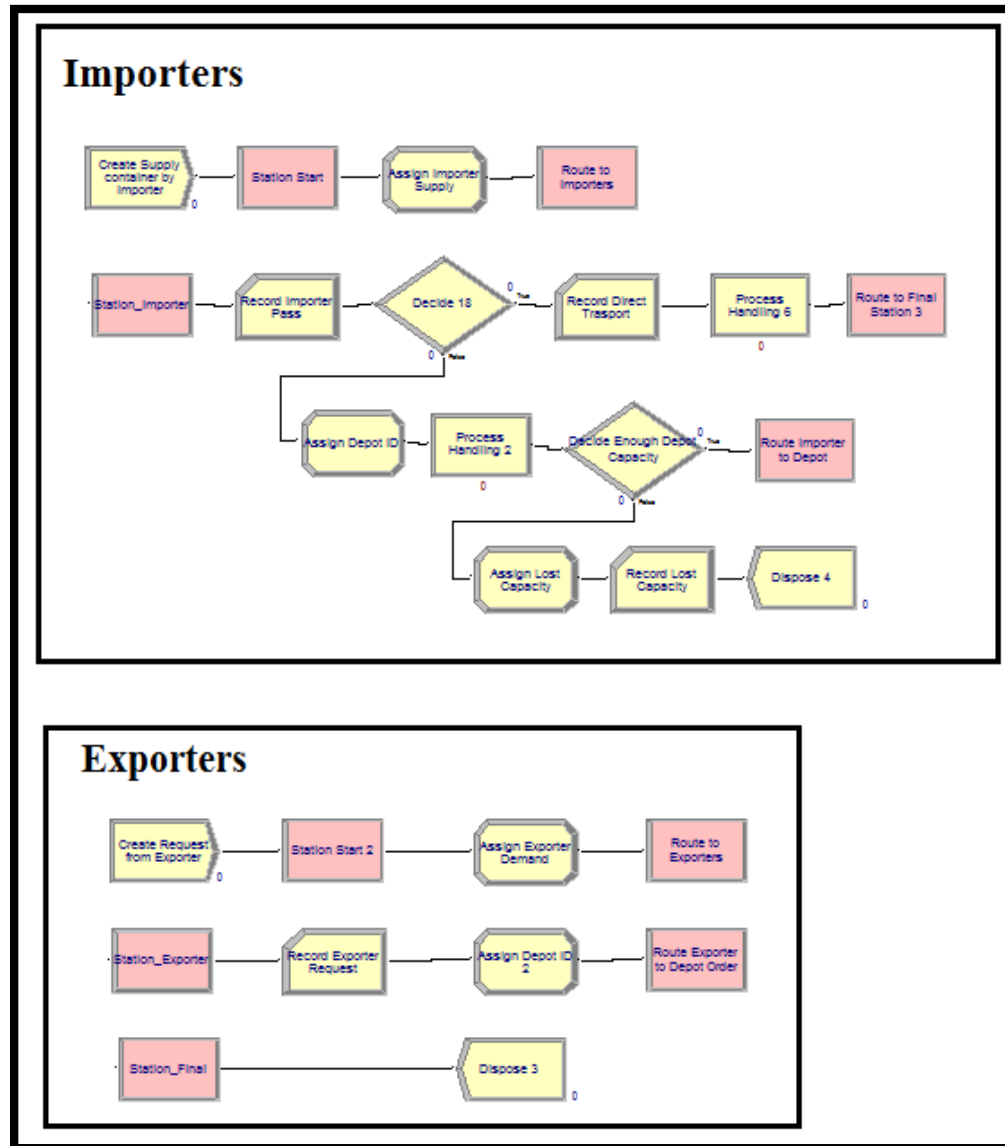 Importers
Create Supply
container by
Importer
0
Station Start
Assign Importer
Supply
Route to
Importers
Station_Importer
Record Importer
Pass
Decide 18
0
True
0
False
Record Direct
Trasport
Process
Handling 6
0
Route to Final
Station 3
Assign Depot ID
Process
Handling 2
0
Decide Enough Depot
Capacity
0
True
0
False
Route Importer
to Depot
Assign Lost
Capacity
Record Lost
Capacity
Dispose 4
0
Exporters
Create Request
from Exporter
0
Station Start 2
Assign Exporter
Demand
Route to
Exporters
Station_Exporter
Record Exporter
Request
Assign Depot ID
2
Route Exporter
to Depot Order
Station_Final
Dispose 3
0